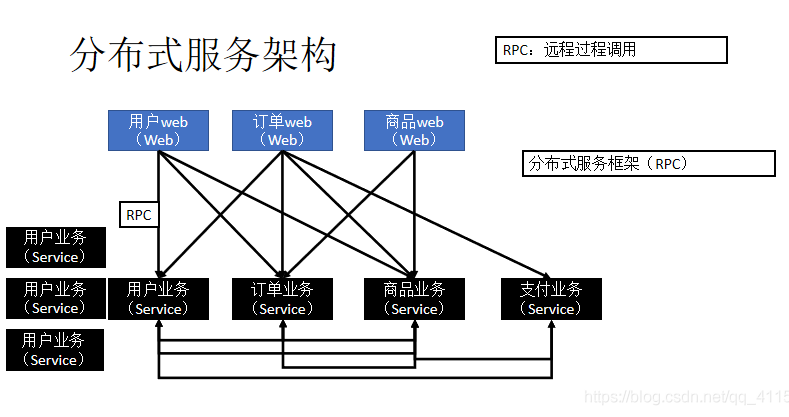 分布式服务架构
RPC：远程过程调用
用户web
（Web）
订单web
（Web）
商品web
（Web）
分布式服务框架（RPC）
RPC
用户业务
（Service）
用户业务
（Service）
用户业务
（Service）
订单业务
（Service）
商品业务
（Service）
支付业务
（Service）
用户业务
（Service）
https://blog.csdn.net/qq_4115